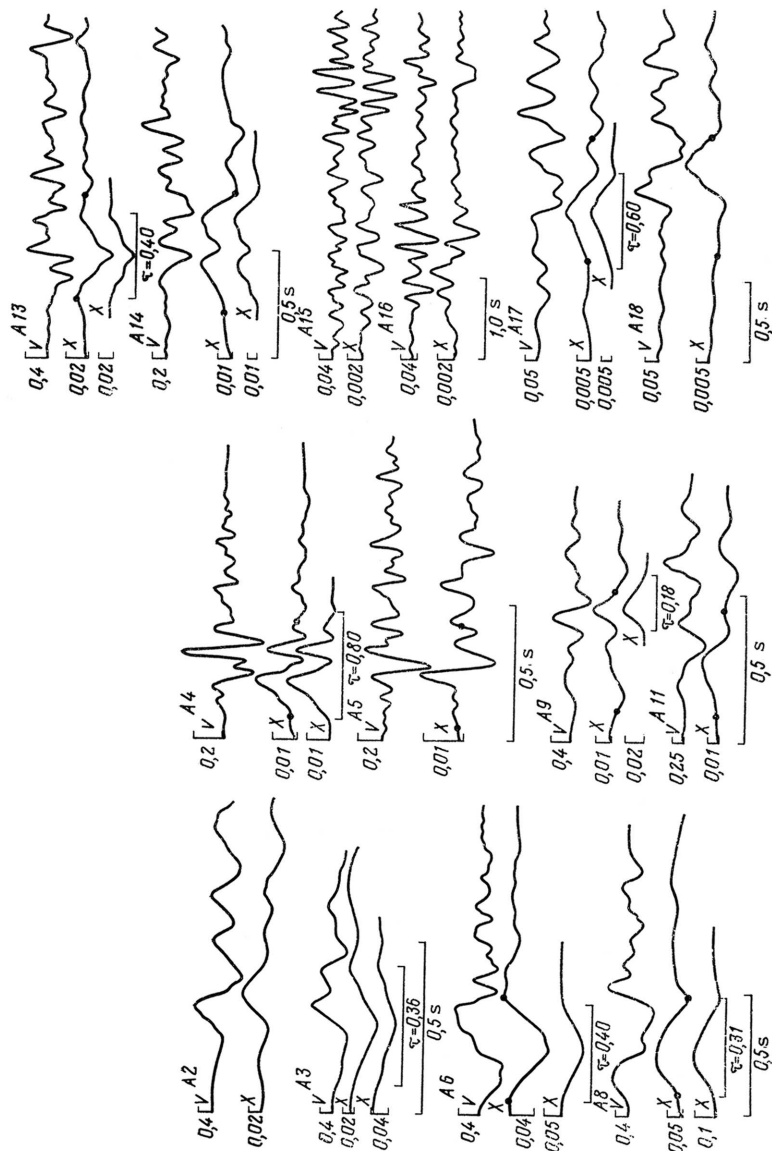 A2
0,4 V
0,02 X
A3
0,4 V
0,02 X
0,04 X
τ=0,36
0,5 s
A6
0,4 V
0,04 X
0,05 X
τ=0,40
A8
0,4 V
0,05 X
0,1 X
τ=0,31
0,5 s
A4
0,2 V
0,01 X
0,01 X
τ=0,80
A5
0,2 V
0,01 X
0,5 s
A9
0,4 V
0,01 X
0,02 X
τ=0,18
A11
0,25 V
0,01 X
0,5 s
A13
0,4 V
0,02 X
0,02 X
τ=0,40
A14
0,2 V
0,01 X
0,01 X
0,5 s
A15
0,04 V
0,002 X
A16
0,04 V
0,002 X
1,0 s
A17
0,05 V
0,005 X
0,005 X
τ=0,60
A18
0,05 V
0,005 X
0,5 s